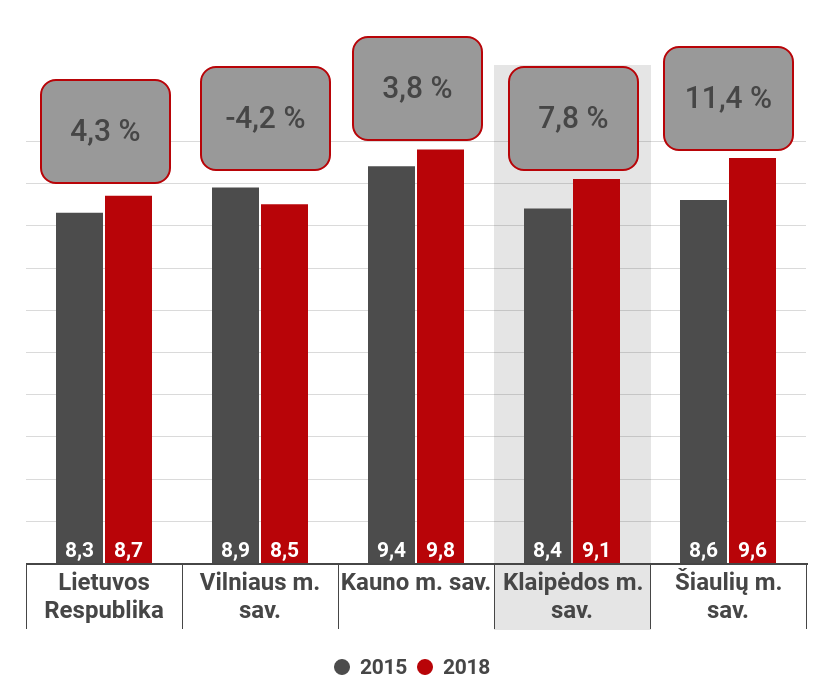 4,3 %
-4,2 %
3,8 %
7,8 %
11,4 %
8,3 8,7 8,9 8,5 9,4 9,8 8,4 9,1 8,6 9,6
Lietuvos
Respublika
Vilniaus m.
sav.
Kauno m. sav.
Klaipėdos m.
sav.
Šiaulių m.
sav.
2015 2018